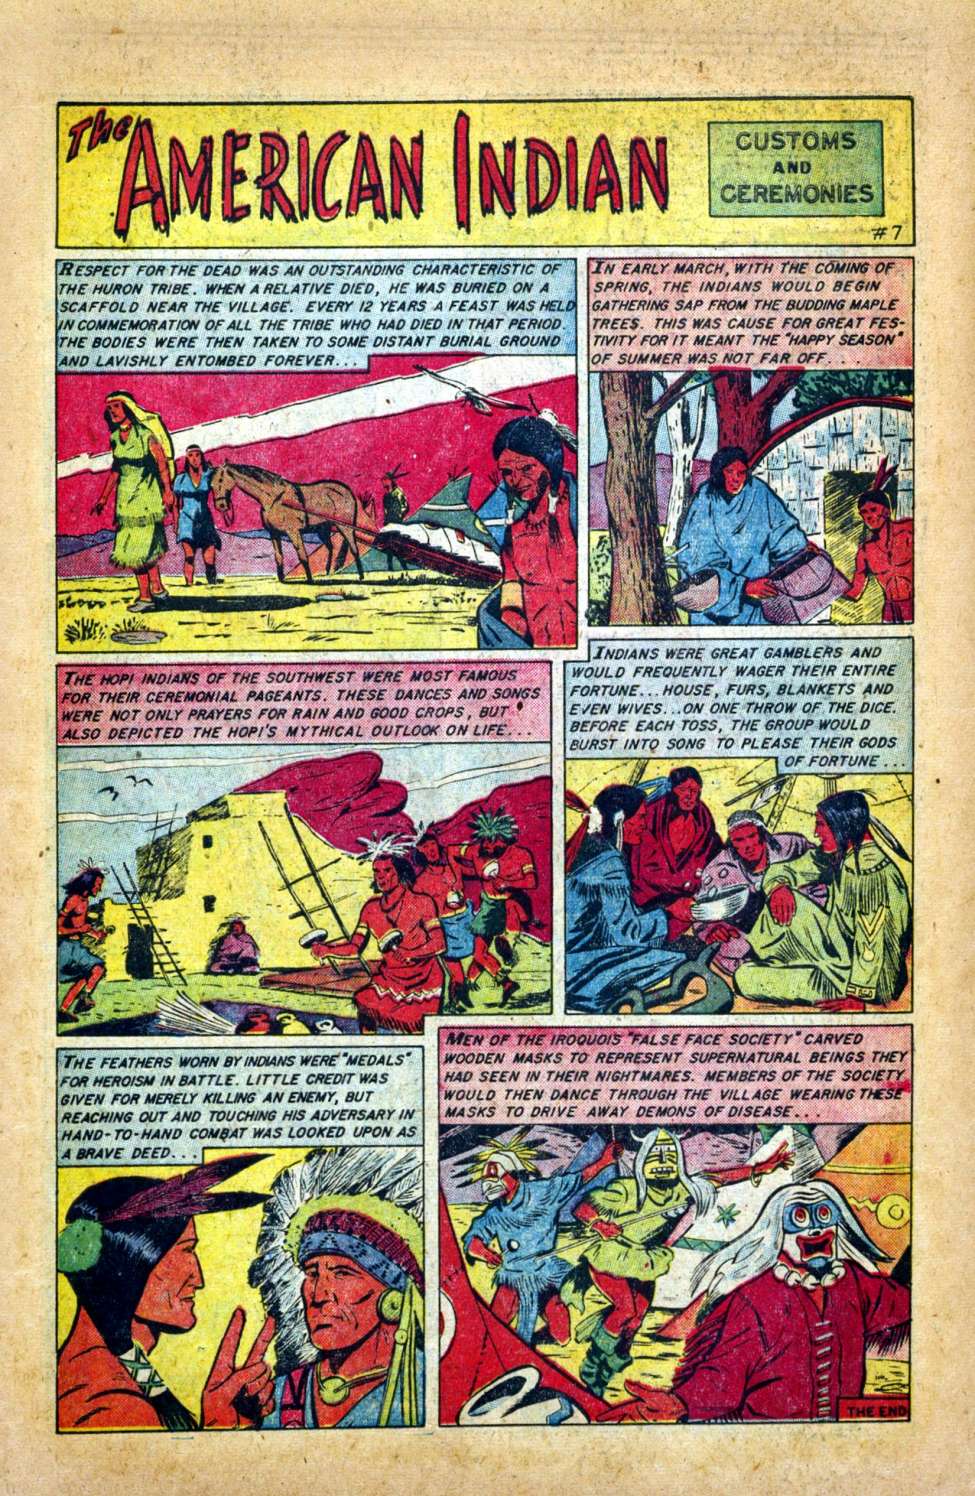 The AMERICAN INDIAN
CUSTOMS
AND
CEREMONIES
#7
RESPECT FOR THE DEAD WAS AN OUTSTANDING CHARACTERISTIC OF
THE HURON TRIBE. WHEN A RELATIVE DIED, HE WAS BURIED ON A
SCAFFOLD NEAR THE VILLAGE. EVERY 12 YEARS A FEAST WAS HELD
IN COMMEMORATION OF ALL THE TRIBE WHO HAD DIED IN THAT PERIOD.
THE BODIES WERE THEN TAKEN TO SOME DISTANT BURIAL GROUND
AND LAVISHLY ENTOMBED FOREVER...
IN EARLY MARCH, WITH THE COMING OF
SPRING, THE INDIANS WOULD BEGIN
GATHERING SAP FROM THE BUDDING MAPLE
TREES. THIS WAS CAUSE FOR GREAT FES-
TIVITY FOR IT MEANT THE "HAPPY SEASON"
OF SUMMER WAS NOT FAR OFF...
THE HOPI INDIANS OF THE SOUTHWEST WERE MOST FAMOUS
FOR THEIR CEREMONIAL PAGEANTS. THESE DANCES AND SONGS
WERE NOT ONLY PRAYERS FOR RAIN AND GOOD CROPS, BUT
ALSO DEPICTED THE HOPI'S MYTHICAL OUTLOOK ON LIFE...
INDIANS WERE GREAT GAMBLERS AND
WOULD FREQUENTLY WAGER THEIR ENTIRE
FORTUNE...HOUSE, FURS, BLANKETS AND
EVEN WIVES...ON ONE THROW OF THE DICE.
BEFORE EACH TOSS, THE GROUP WOULD
BURST INTO SONG TO PLEASE THEIR GODS
OF FORTUNE...
THE FEATHERS WORN BY INDIANS WERE "MEDALS"
FOR HEROISM IN BATTLE. LITTLE CREDIT WAS
GIVEN FOR MERELY KILLING AN ENEMY, BUT
REACHING OUT AND TOUCHING HIS ADVERSARY IN
HAND-TO-HAND COMBAT WAS LOOKED UPON AS
A BRAVE DEED...
MEN OF THE IROQUOIS "FALSE FACE SOCIETY" CARVED
WOODEN MASKS TO REPRESENT SUPERNATURAL BEINGS THEY
HAD SEEN IN THEIR NIGHTMARES. MEMBERS OF THE SOCIETY
WOULD THEN DANCE THROUGH THE VILLAGE WEARING THESE
MASKS TO DRIVE AWAY DEMONS OF DISEASE...
THE END